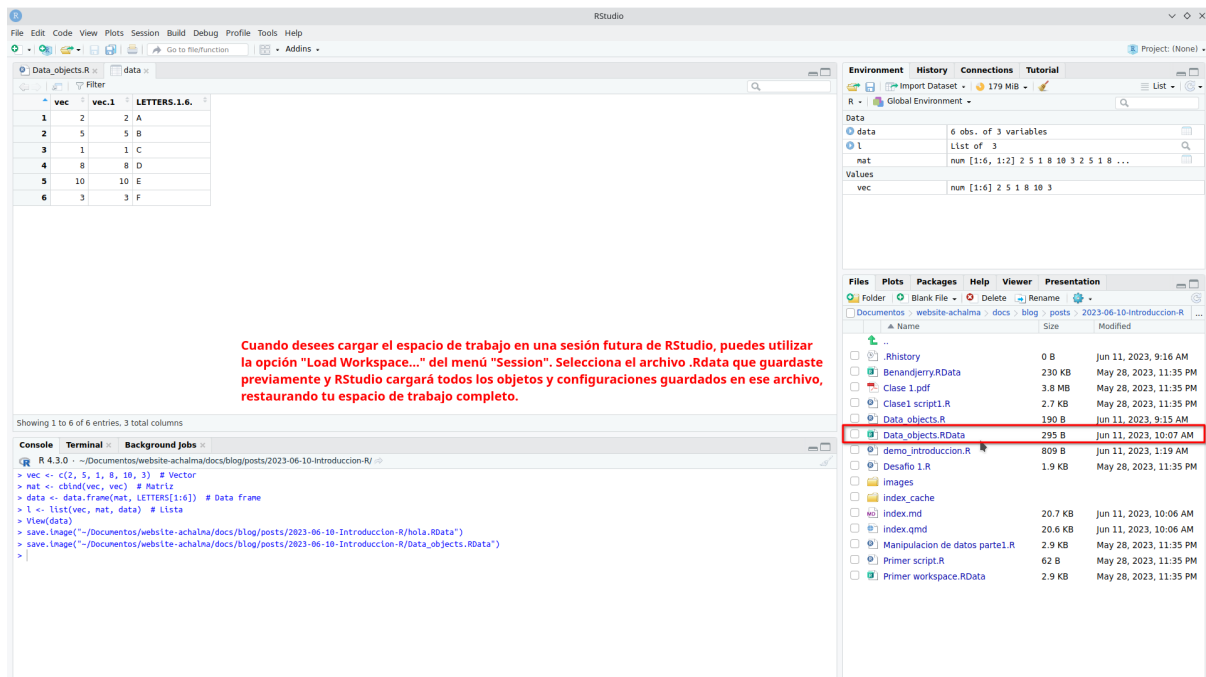 RStudio
File Edit Code View Plots Session Build Debug Profile Tools Help
Go to file/function Addins Project: (None)
Data_objects.R data
Filter
vec vec.1 LETTERS.1.6.
1 2 2 A
2 5 5 B
3 1 1 C
4 8 8 D
5 10 10 E
6 3 3 F
Cuando desees cargar el espacio de trabajo en una sesión futura de RStudio, puedes utilizar
la opción "Load Workspace..." del menú "Session". Selecciona el archivo .Rdata que guardaste
previamente y RStudio cargará todos los objetos y configuraciones guardados en ese archivo,
restaurando tu espacio de trabajo completo.
Showing 1 to 6 of 6 entries, 3 total columns
Console Terminal Background Jobs
R 4.3.0 · ~/Documentos/website-achalma/docs/blog/posts/2023-06-10-Introduccion-R/
> vec <- c(2, 5, 1, 8, 10, 3) # Vector
> mat <- cbind(vec, vec) # Matriz
> data <- data.frame(mat, LETTERS[1:6]) # Data frame
> l <- list(vec, mat, data) # Lista
> View(data)
> save.image("~/Documentos/website-achalma/docs/blog/posts/2023-06-10-Introduccion-R/hola.RData")
> save.image("~/Documentos/website-achalma/docs/blog/posts/2023-06-10-Introduccion-R/Data_objects.RData")
>
Environment History Connections Tutorial
Import Dataset 179 MiB List
R Global Environment
Data
data 6 obs. of 3 variables
l List of 3
mat num [1:6, 1:2] 2 5 1 8 10 3 2 5 1 8 ...
Values
vec num [1:6] 2 5 1 8 10 3
Files Plots Packages Help Viewer Presentation
Folder Blank File Delete Rename
Documentos website-achalma docs blog posts 2023-06-10-Introduccion-R ...
Name Size Modified
..
.Rhistory 0 B Jun 11, 2023, 9:16 AM
Benandjerry.RData 230 KB May 28, 2023, 11:35 PM
Clase 1.pdf 3.8 MB May 28, 2023, 11:35 PM
Clase1 script1.R 2.7 KB May 28, 2023, 11:35 PM
Data_objects.R 190 B Jun 11, 2023, 9:15 AM
Data_objects.RData 295 B Jun 11, 2023, 10:07 AM
demo_introduccion.R 809 B Jun 11, 2023, 1:19 AM
Desafio 1.R 1.9 KB May 28, 2023, 11:35 PM
images
index_cache
index.md 20.7 KB Jun 11, 2023, 10:06 AM
index.qmd 20.6 KB Jun 11, 2023, 10:06 AM
Manipulacion de datos parte1.R 2.9 KB May 28, 2023, 11:35 PM
Primer script.R 62 B May 28, 2023, 11:35 PM
Primer workspace.RData 2.9 KB May 28, 2023, 11:35 PM